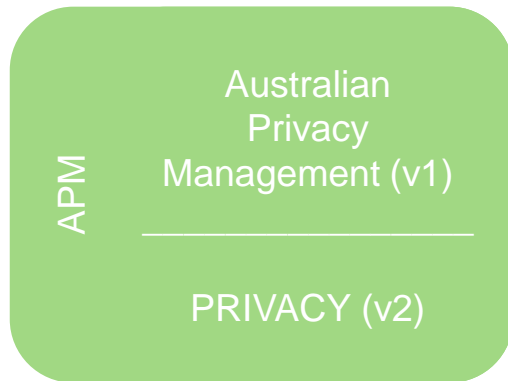 APM
Australian
Privacy
Management (v1)
PRIVACY (v2)